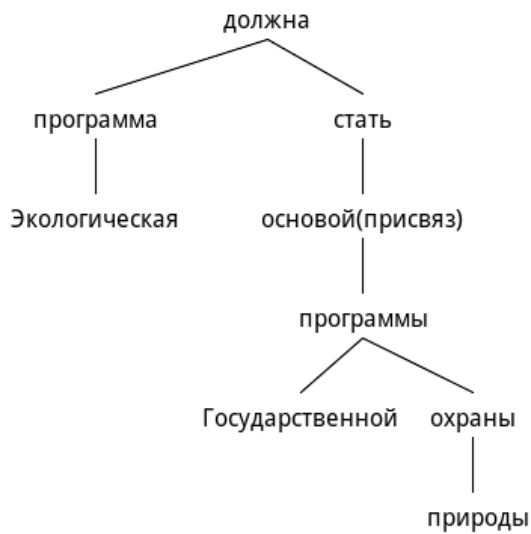 должна
программа стать
Экологическая основой(присвяз)
программы
Государственной охраны
природы